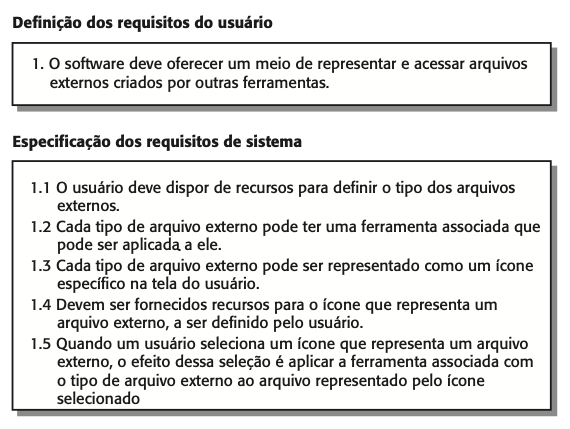 Definição dos requisitos do usuário
1. O software deve oferecer um meio de representar e acessar arquivos
externos criados por outras ferramentas.
Especificação dos requisitos de sistema
1.1 O usuário deve dispor de recursos para definir o tipo dos arquivos
externos.
1.2 Cada tipo de arquivo externo pode ter uma ferramenta associada que
pode ser aplicada, a ele.
1.3 Cada tipo de arquivo externo pode ser representado como um ícone
específico na tela do usuário.
1.4 Devem ser fornecidos recursos para o ícone que representa um
arquivo externo, a ser definido pelo usuário.
1.5 Quando um usuário seleciona um ícone que representa um arquivo
externo, o efeito dessa seleção é aplicar a ferramenta associada com
o tipo de arquivo externo ao arquivo representado pelo ícone
selecionado